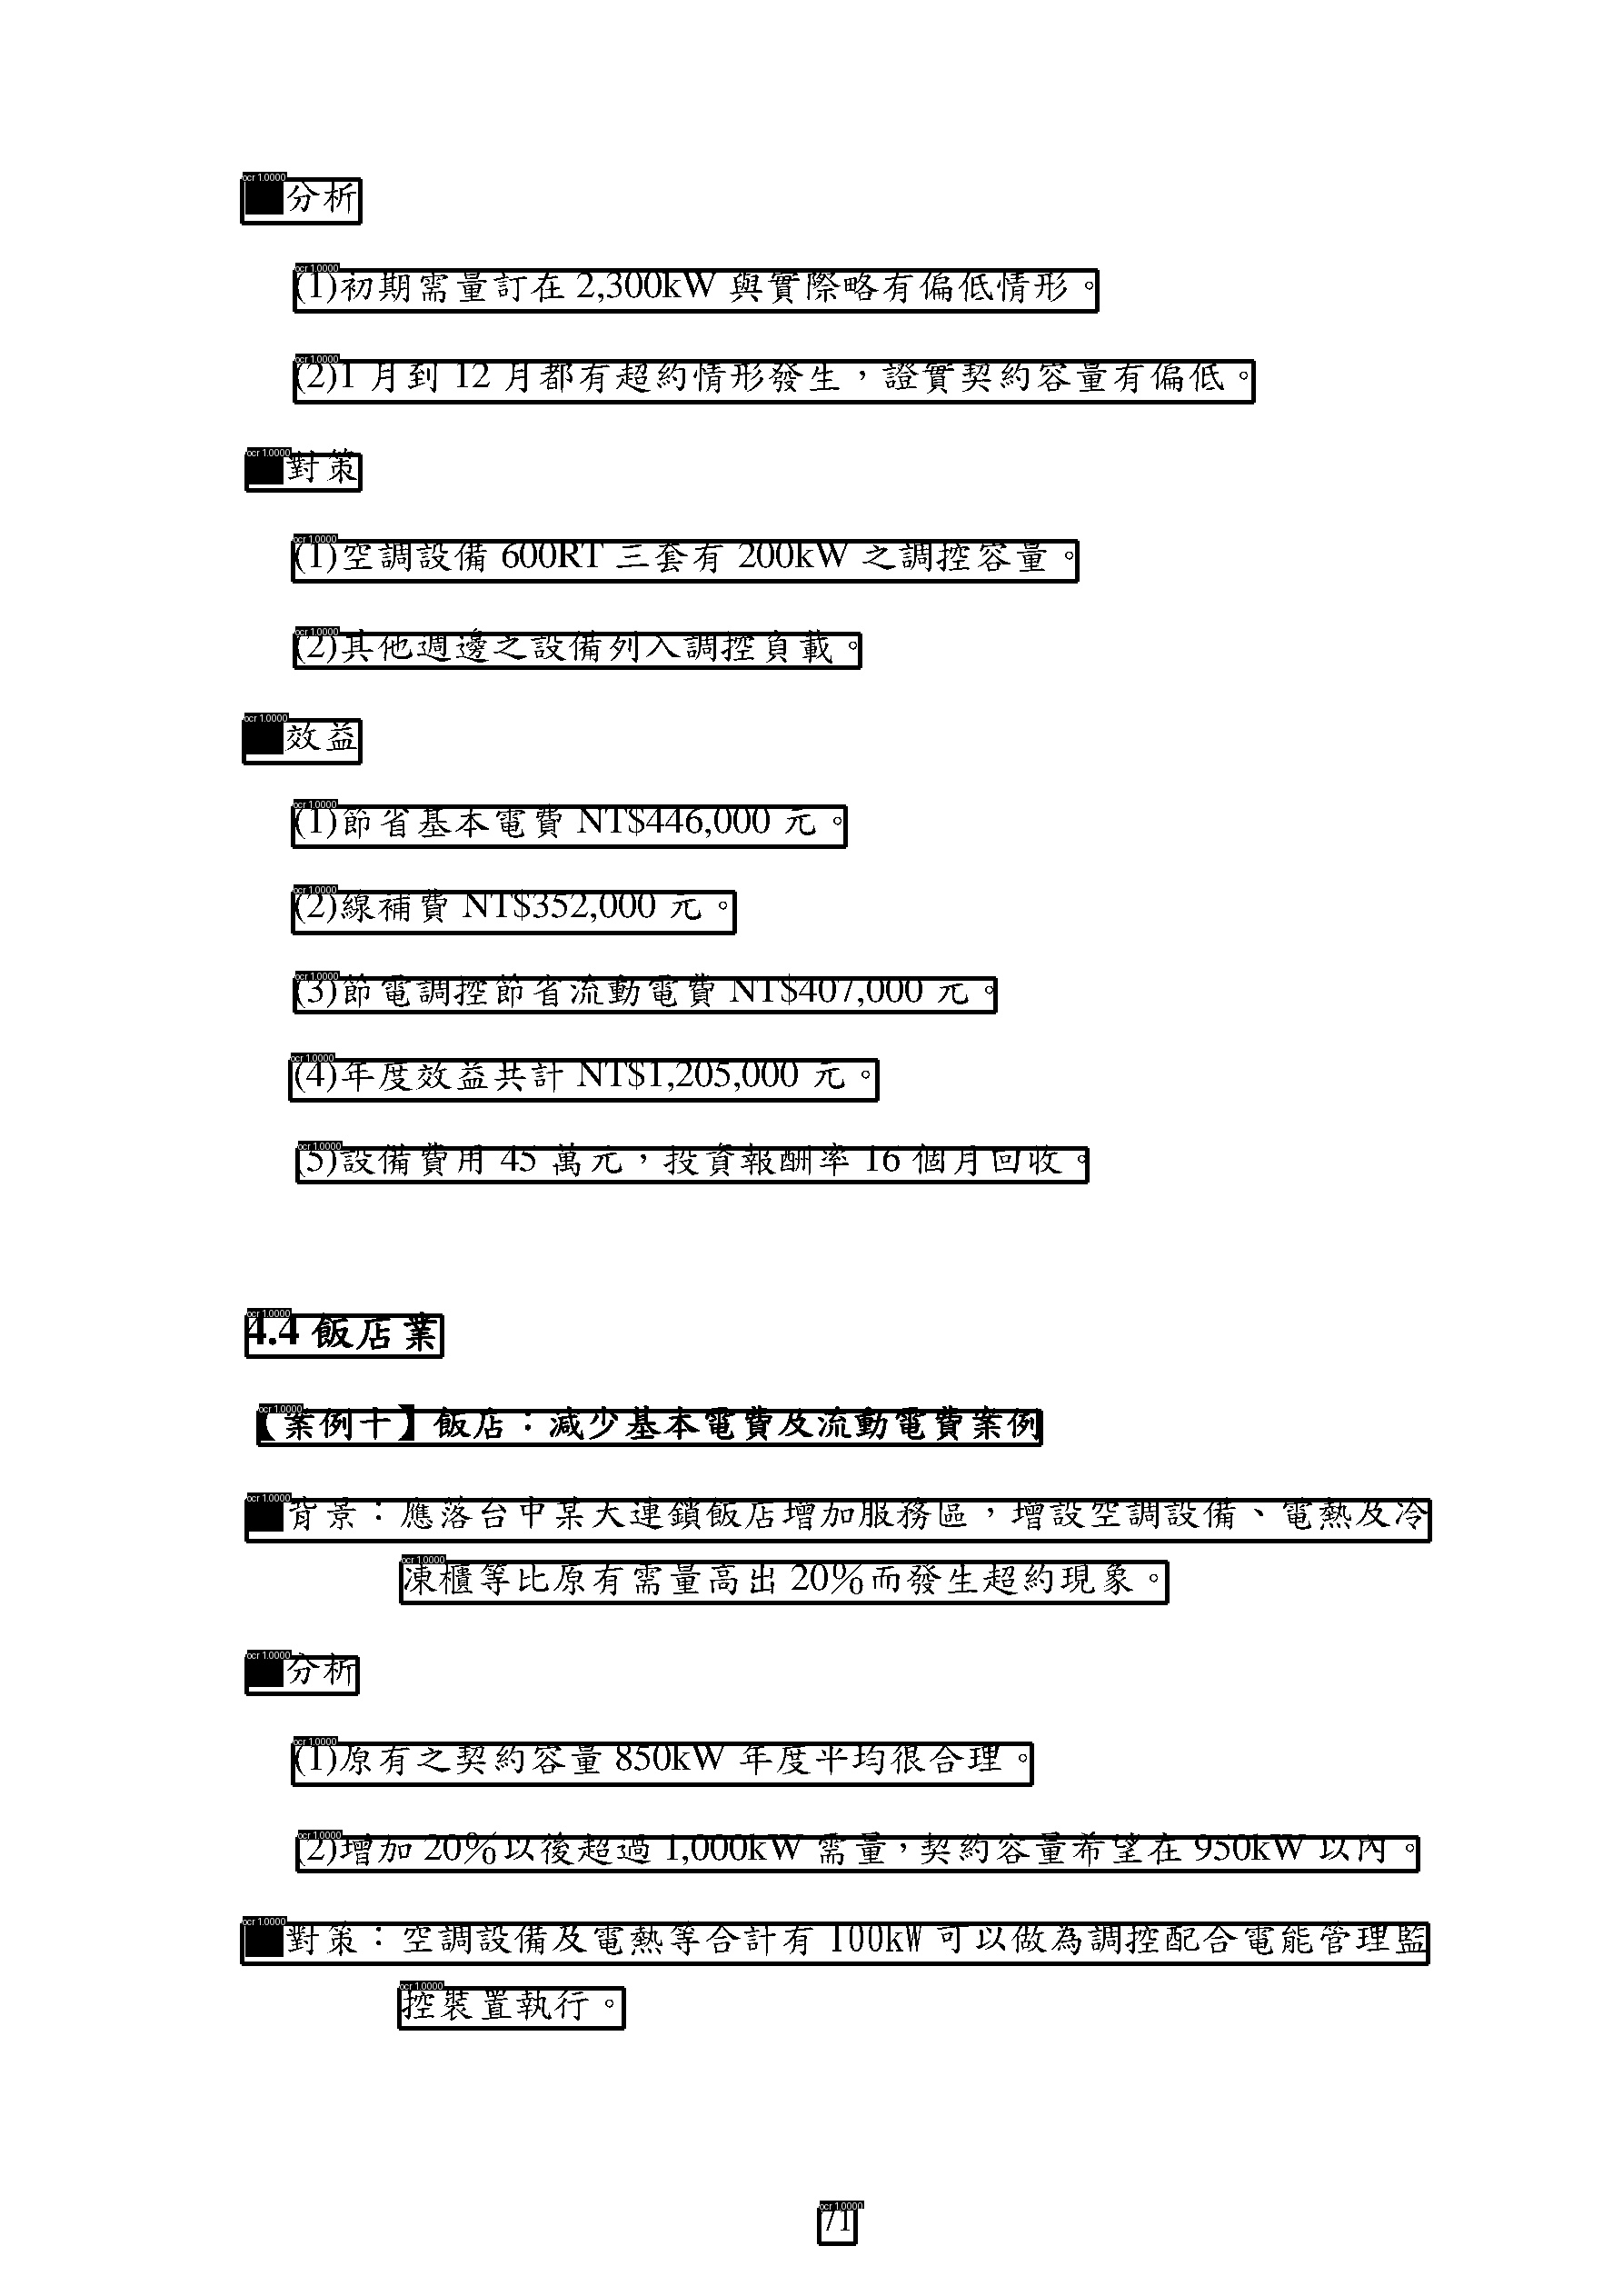 ■分析
(1)初期需量訂在 2,300kW 與實際略有偏低情形。
(2)1 月到 12 月都有超約情形發生，證實契約容量有偏低。
■對策
(1)空調設備 600RT 三套有 200kW 之調控容量。
(2)其他週邊之設備列入調控負載。
■效益
(1)節省基本電費 NT$446,000 元。
(2)線補費 NT$352,000 元。
(3)節電調控節省流動電費 NT$407,000 元。
(4)年度效益共計 NT$1,205,000 元。
(5)設備費用 45 萬元，投資報酬率 16 個月回收。
4.4 飯店業
【案例十】飯店：減少基本電費及流動電費案例
■背景：應落台中某大連鎖飯店增加服務區，增設空調設備、電熱及冷
凍櫃等比原有需量高出 20%而發生超約現象。
■分析
(1)原有之契約容量 850kW 年度平均很合理。
(2)增加 20%以後超過 1,000kW 需量，契約容量希望在 950kW 以內。
■對策：空調設備及電熱等合計有 100kW 可以做為調控配合電能管理監
控裝置執行。
71